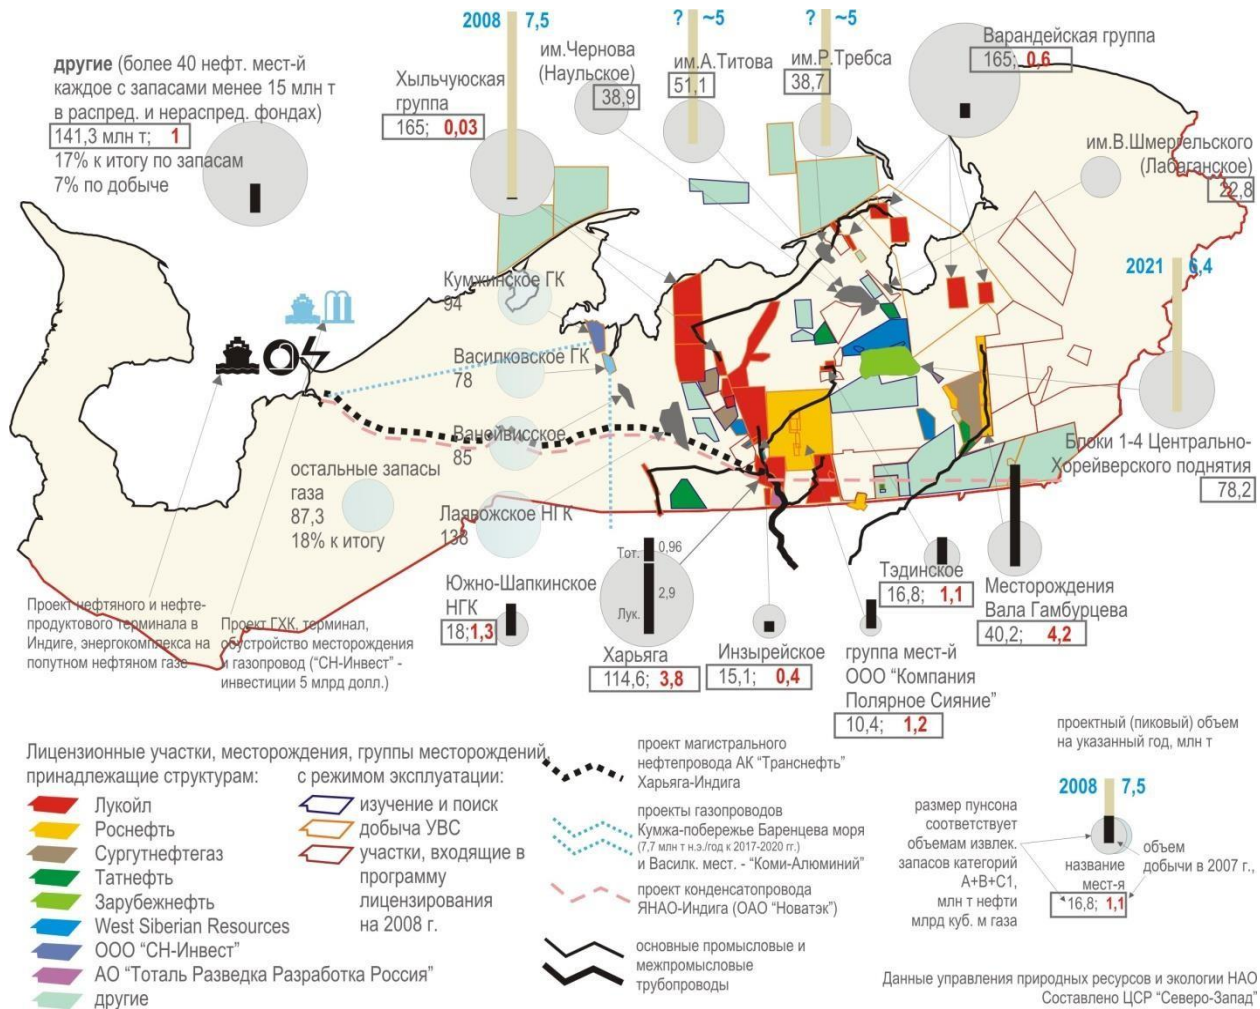 другие (более 40 нефт. мест-й
каждое с запасами менее 15 млн т
в распред. и нераспред. фондах)
141,3 млн т; 1
17% к итогу по запасам
7% по добыче
2008 7,5
Хыльчуюская
группа
165; 0,03
им.Чернова
(Наульское)
38,9
? ~5
им.А.Титова
51,1
? ~5
им.Р.Требса
38,7
Варандейская группа
165; 0,6
им.В.Шмергельского
(Лабаганское)
22,8
2021 6,4
Блоки 1-4 Центрально-
Хорейверского поднятия
78,2
Кумжинское ГК
94
Василковское ГК
78
Ванейвисское
85
остальные запасы
газа
87,3
18% к итогу
Лаявожское НГК
138
Проект нефтяного и нефте-
продуктового терминала в
Индиге, энергокомплекса на
попутном нефтяном газе
Проект ГХК, терминал,
обустройство месторождения
и газопровод ("СН-Инвест" -
инвестиции 5 млрд долл.)
Южно-Шапкинское
НГК
18;1,3
Тот. 0,96
2,9
Лук.
Харьяга
114,6; 3,8
Инзырейское
15,1; 0,4
группа мест-й
ООО "Компания
Полярное Сияние"
10,4; 1,2
Тэдинское
16,8; 1,1
Месторождения
Вала Гамбурцева
40,2; 4,2
Лицензионные участки, месторождения, группы месторождений,
принадлежащие структурам:
Лукойл
Роснефть
Сургутнефтегаз
Татнефть
Зарубежнефть
West Siberian Resources
ООО "СН-Инвест"
АО "Тоталь Разведка Разработка Россия"
другие
с режимом эксплуатации:
изучение и поиск
добыча УВС
участки, входящие в
программу
лицензирования
на 2008 г.
проект магистрального
нефтепровода АК "Транснефть"
Харьяга-Индига
проекты газопроводов
Кумжа-побережье Баренцева моря
(7,7 млн т н.э./год к 2017-2020 гг.)
и Василк. мест. - "Коми-Алюминий"
проект конденсатопровода
ЯНАО-Индига (ОАО "Новатэк")
основные промысловые и
межпромысловые
трубопроводы
проектный (пиковый) объем
на указанный год, млн т
2008 7,5
размер пунсона
соответствует
объемам извлек.
запасов категорий
А+В+С1,
млн т нефти
млрд куб. м газа
объем
добычи в 2007 г.,
название
мест-я
16,8; 1,1
Данные управления природных ресурсов и экологии НАО
Составлено ЦСР "Северо-Запад"